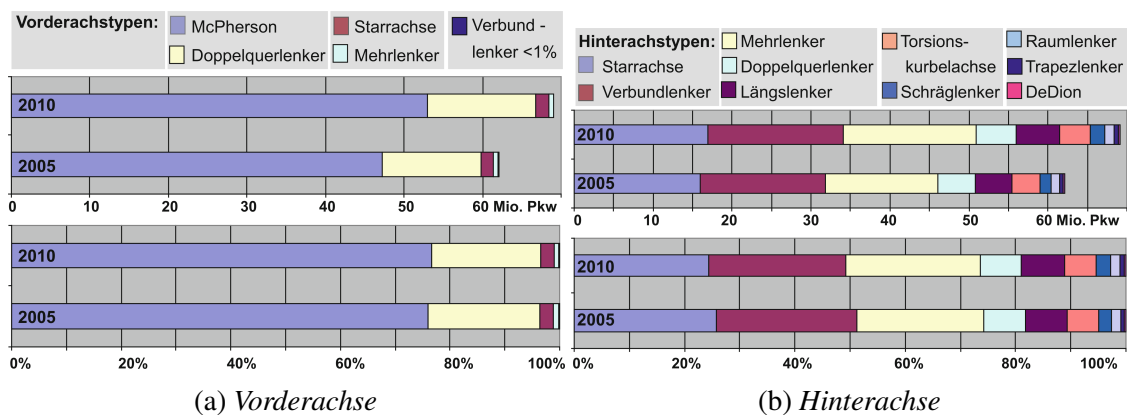 Vorderachstypen:
McPherson
Starrachse
Verbund -
Doppelquerlenker
Mehrlenker
lenker <1%
2010
2005
0 10 20 30 40 50 60 Mio. Pkw
2010
2005
0% 20% 40% 60% 80% 100%
(a) Vorderachse
Hinterachstypen:
Starrachse
Verbundlenker
Mehrlenker
Doppelquerlenker
Längslenker
Torsions-
kurbelachse
Schräglenker
Raumlenker
Trapezlenker
DeDion
2010
2005
0 10 20 30 40 50 60 Mio. Pkw
2010
2005
0% 20% 40% 60% 80% 100%
(b) Hinterachse